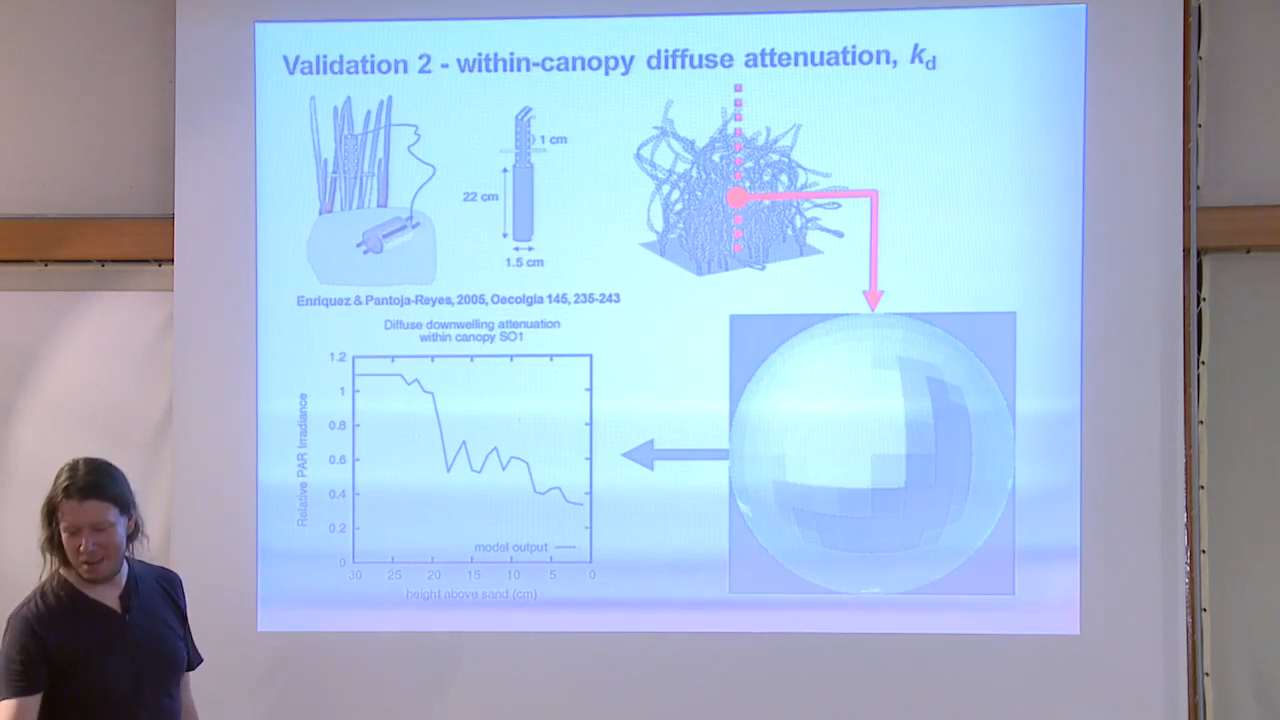 Validation 2 - within-canopy diffuse attenuation, kd
1 cm
22 cm
1.5 cm
Enriquez & Pantoja-Reyes, 2005, Oecolgia 145, 235-243
Diffuse downwelling attenuation
within canopy SO1
Relative PAR Irradiance
1.2
1
0.8
0.6
0.4
0.2
0
model output
30 25 20 15 10 5 0
height above sand (cm)